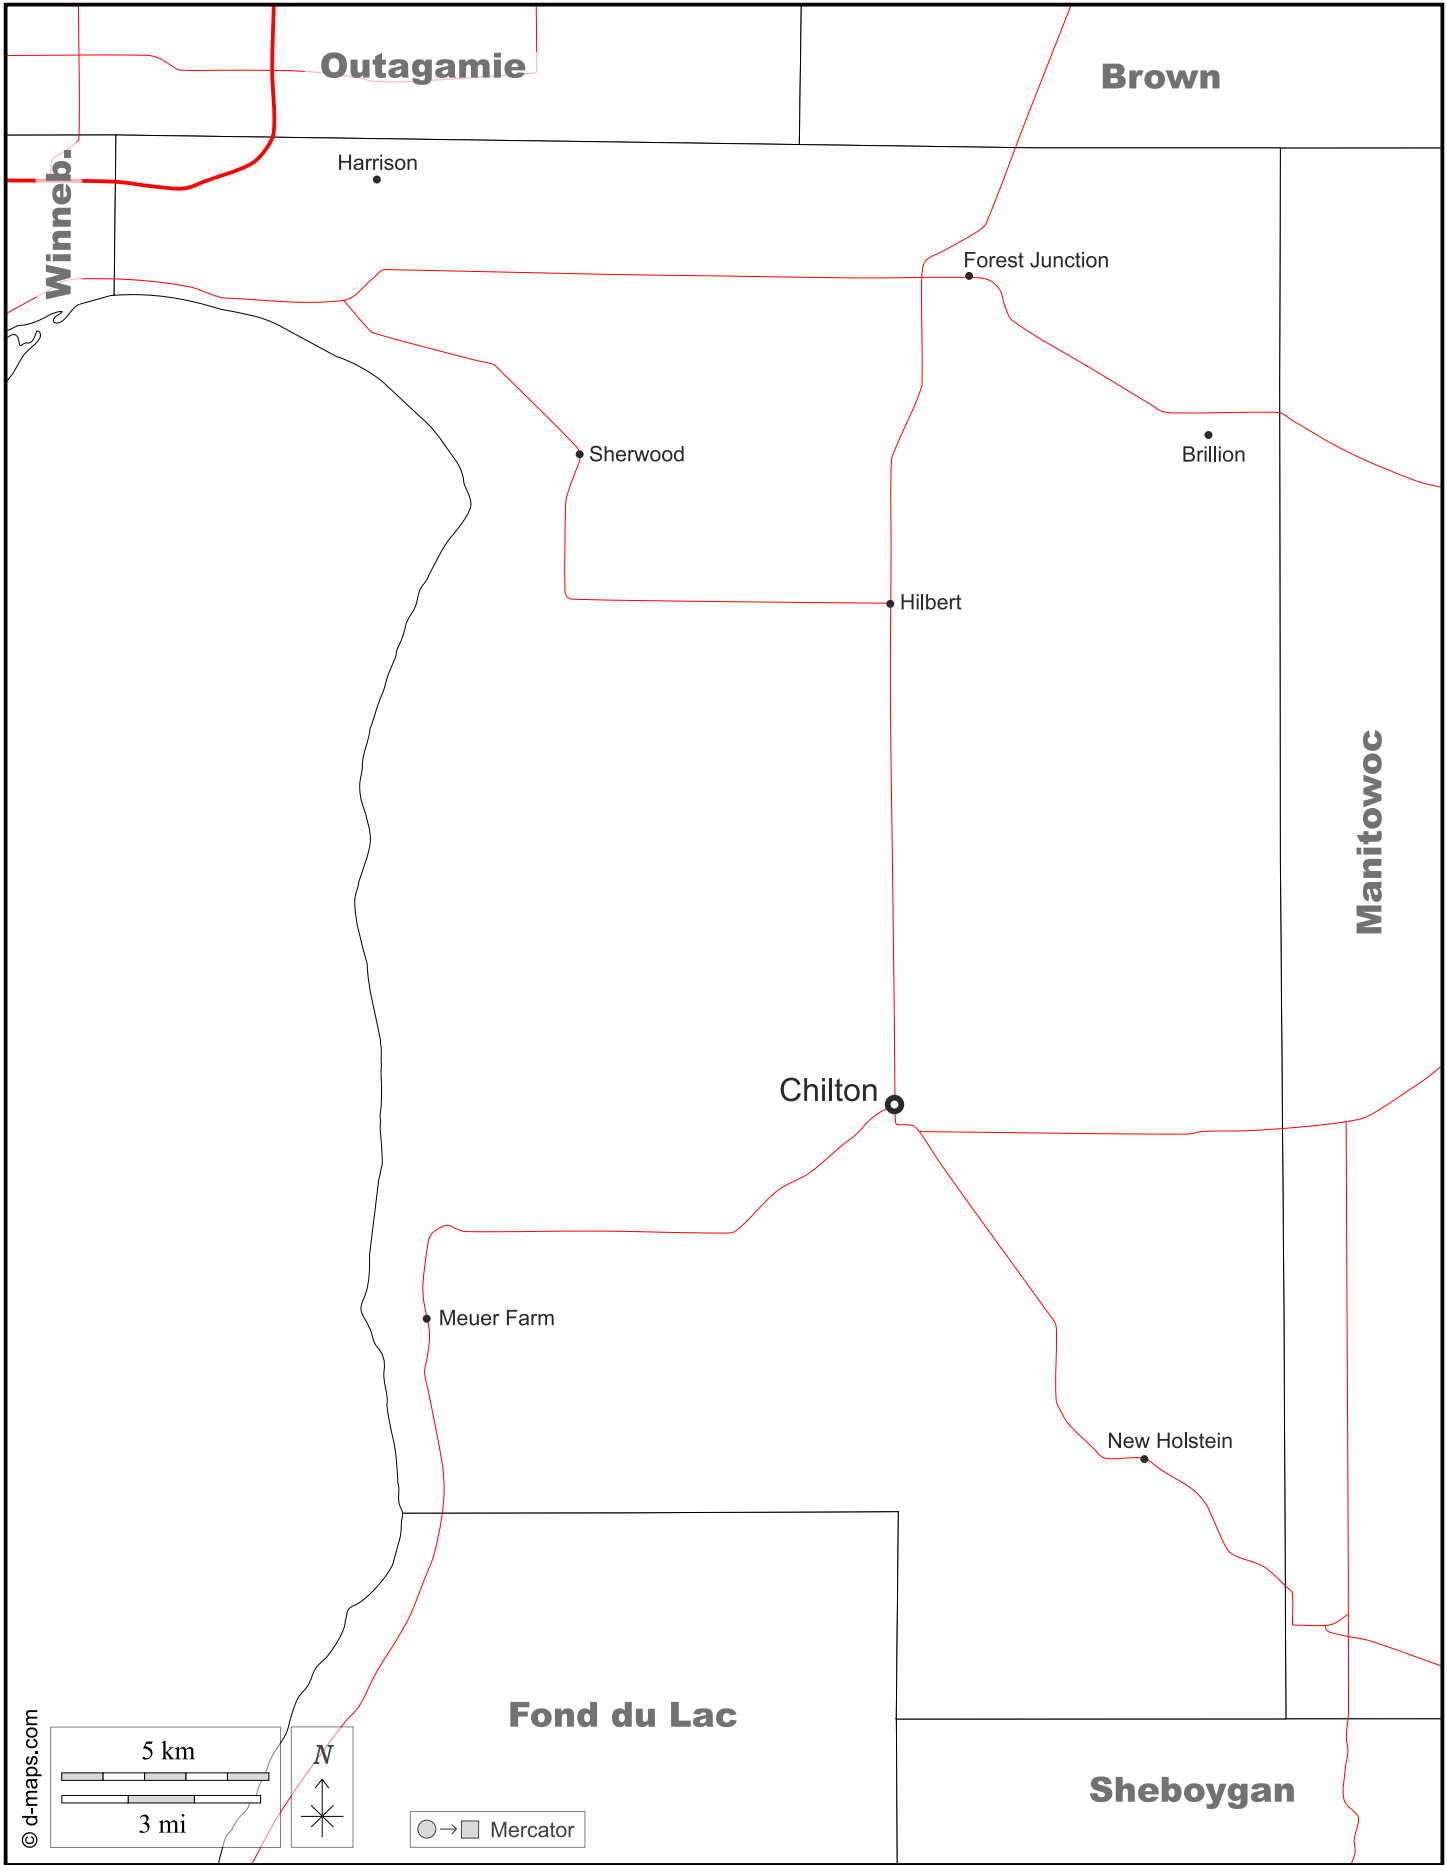 Outagamie
Brown
Winneb.
Harrison
Forest Junction
Sherwood
Brillion
Hilbert
Manitowoc
Chilton
Meuer Farm
New Holstein
Fond du Lac
Sheboygan
© d-maps.com
5 km
3 mi
N
Mercator